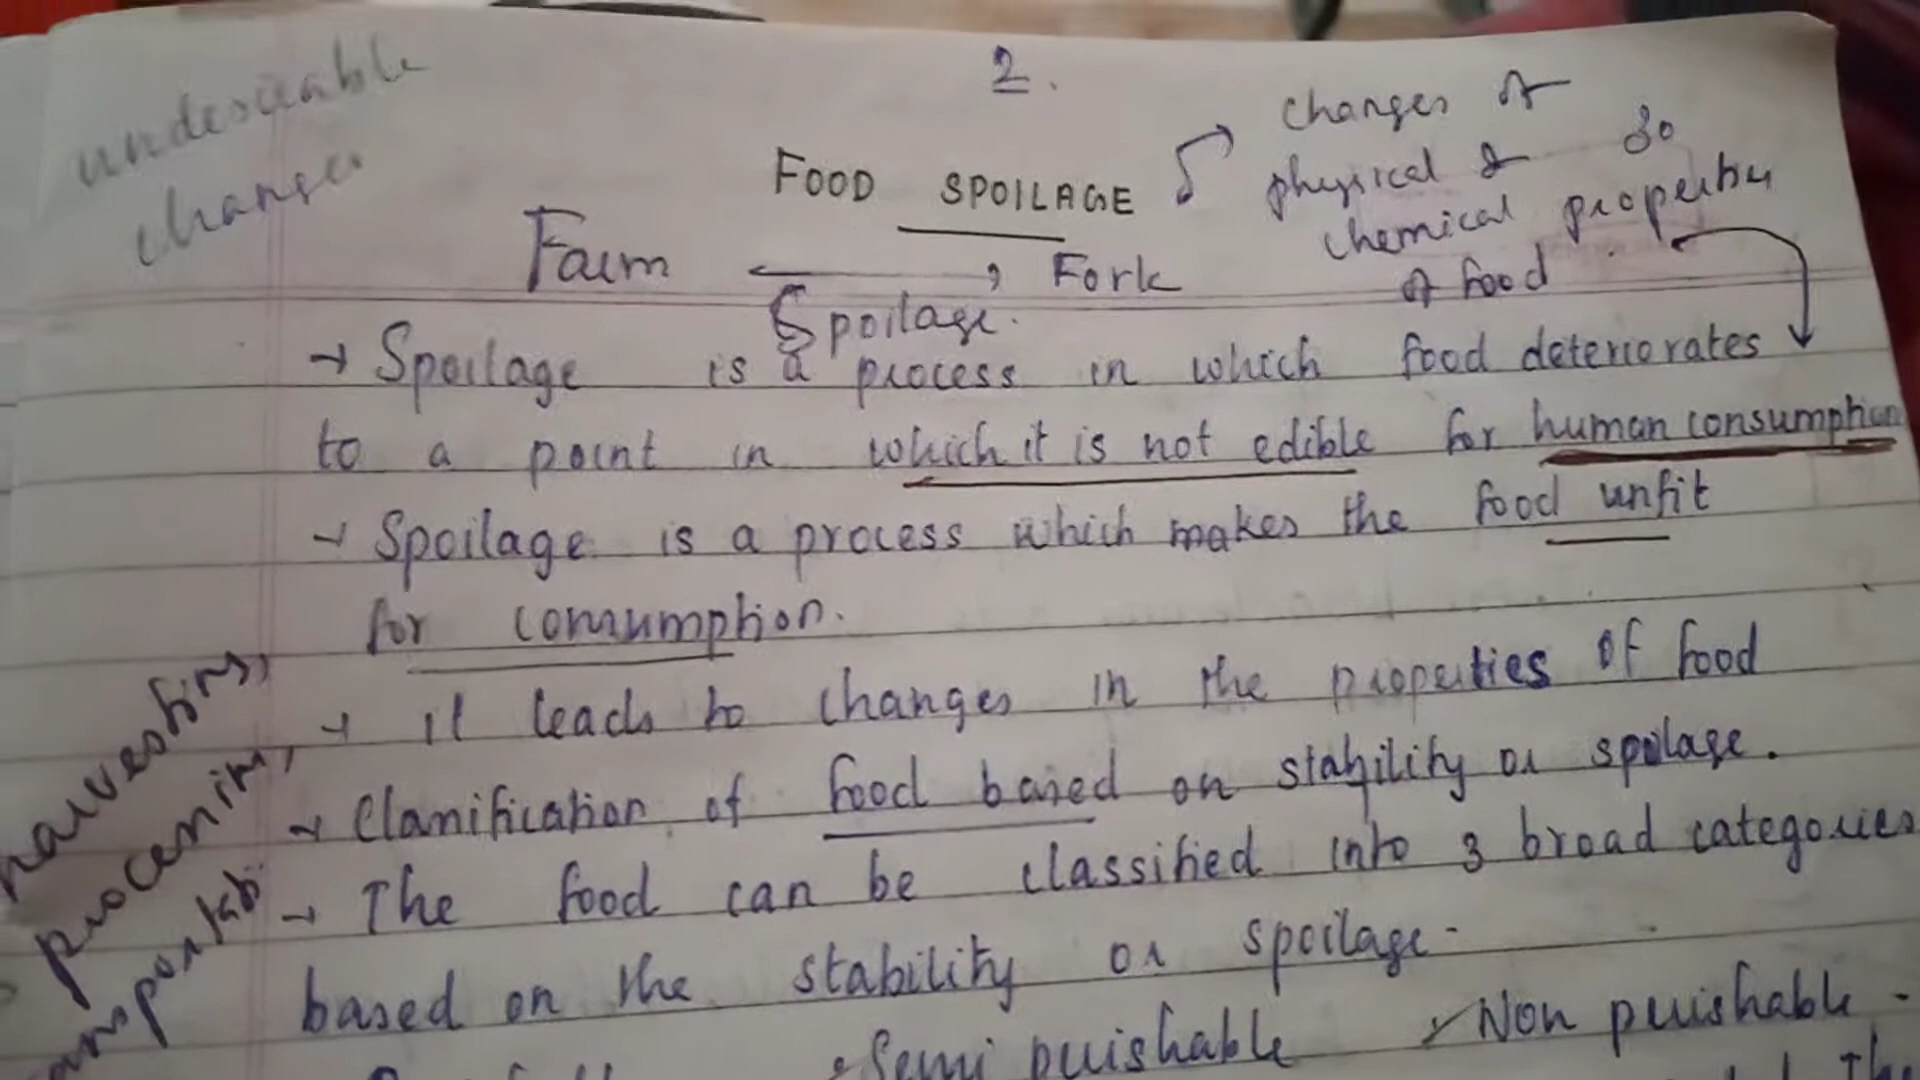 2.
undesirable
changes
FOOD SPOILAGE
changes of
physical &
chemical properties
of food
Farm Fork
Spoilage.
→ Spoilage is a process in which food deteriorates
to a point in which it is not edible for human consumption
→ Spoilage is a process which makes the food unfit
for consumption.
→ it leads to changes in the properties of food
→ Classification of food based on stability or spoilage.
→ The food can be classified into 3 broad categories
based on the stability or spoilage.
harvesting,
processing,
Semi perishable
Non perishable